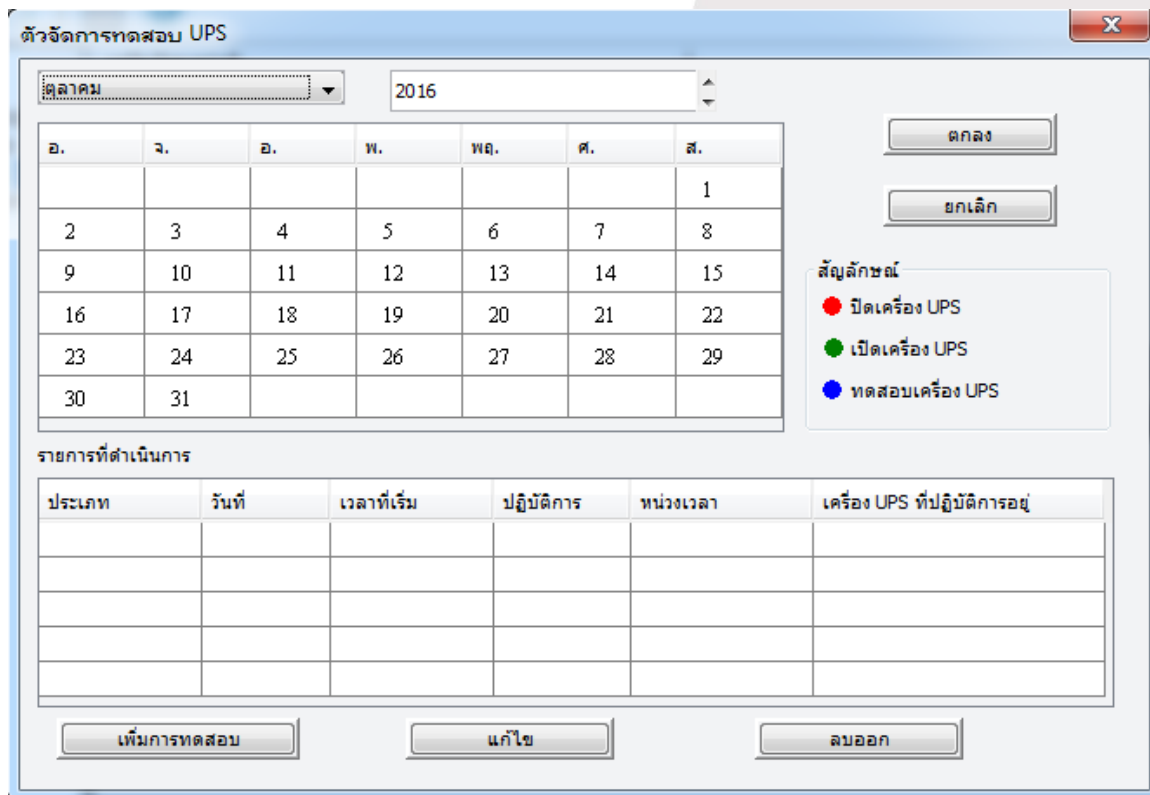 ตัวจัดการทดสอบ UPS
ตุลาคม 2016
อ. จ. อ. พ. พฤ. ศ. ส.
1
2 3 4 5 6 7 8
9 10 11 12 13 14 15
16 17 18 19 20 21 22
23 24 25 26 27 28 29
30 31
ตกลง
ยกเลิก
สัญลักษณ์
ปิดเครื่อง UPS
เปิดเครื่อง UPS
ทดสอบเครื่อง UPS
รายการที่ดำเนินการ
ประเภท วันที่ เวลาที่เริ่ม ปฏิบัติการ หน่วงเวลา เครื่อง UPS ที่ปฏิบัติการอยู่
เพิ่มการทดสอบ แก้ไข ลบออก